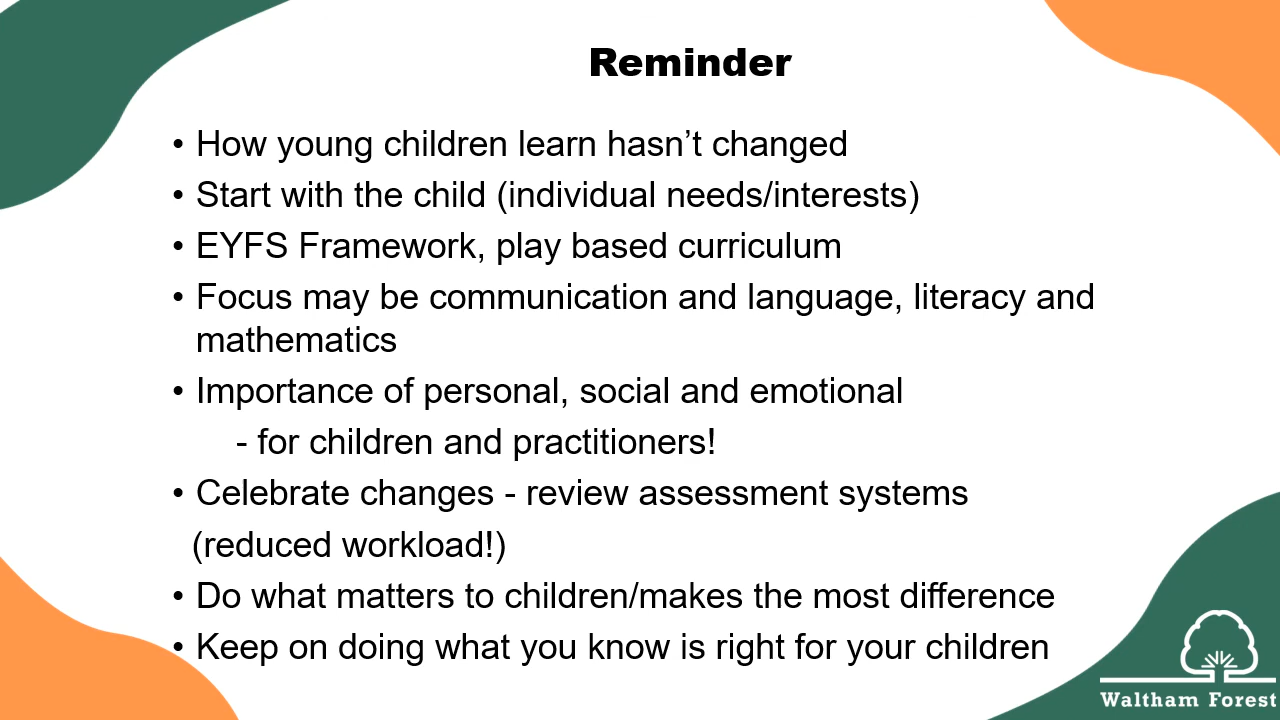 Reminder
• How young children learn hasn’t changed
• Start with the child (individual needs/interests)
• EYFS Framework, play based curriculum
• Focus may be communication and language, literacy and
mathematics
• Importance of personal, social and emotional
- for children and practitioners!
• Celebrate changes - review assessment systems
(reduced workload!)
• Do what matters to children/makes the most difference
• Keep on doing what you know is right for your children
Waltham Forest